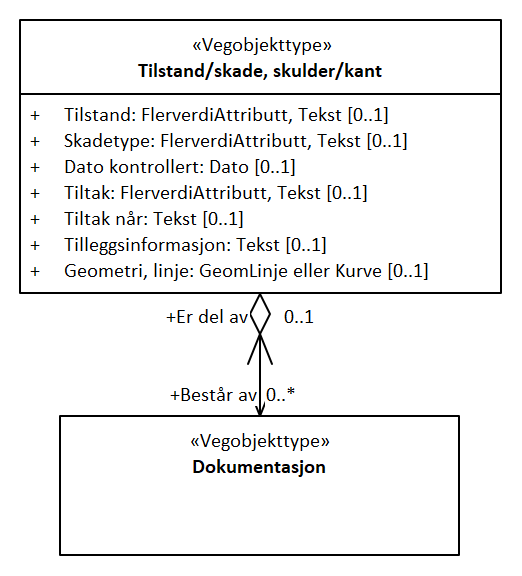 «Vegobjekttype»
Tilstand/skade, skulder/kant
+ Tilstand: FlerverdiAttributt, Tekst [0..1]
+ Skadetype: FlerverdiAttributt, Tekst [0..1]
+ Dato kontrollert: Dato [0..1]
+ Tiltak: FlerverdiAttributt, Tekst [0..1]
+ Tiltak når: Tekst [0..1]
+ Tilleggsinformasjon: Tekst [0..1]
+ Geometri, linje: GeomLinje eller Kurve [0..1]
+Er del av 0..1
+Består av 0..*
«Vegobjekttype»
Dokumentasjon